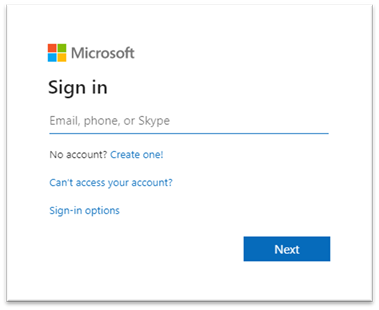 Microsoft
Sign in
Email, phone, or Skype
No account? Create one!
Can't access your account?
Sign-in options
Next